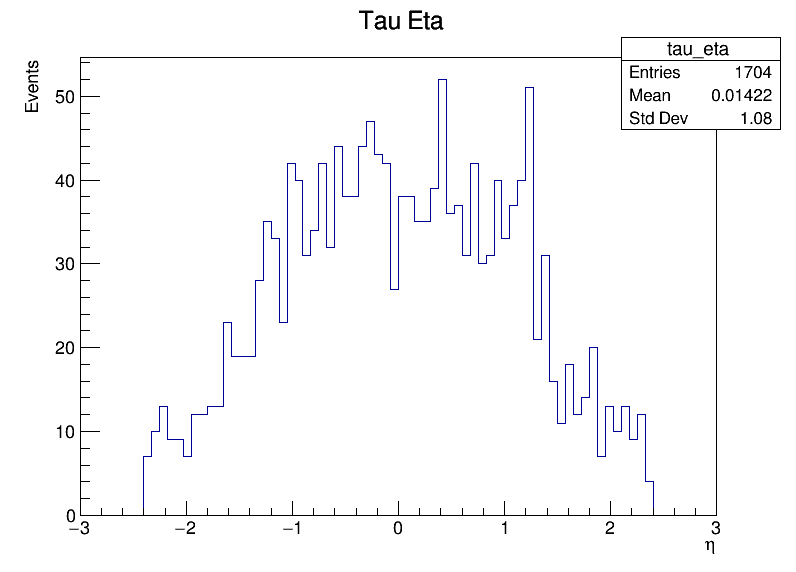 Tau Eta
tau_eta
Entries 1704
Mean 0.01422
Std Dev 1.08
Events
50
40
30
20
10
0
−3 −2 −1 0 1 2 3
η